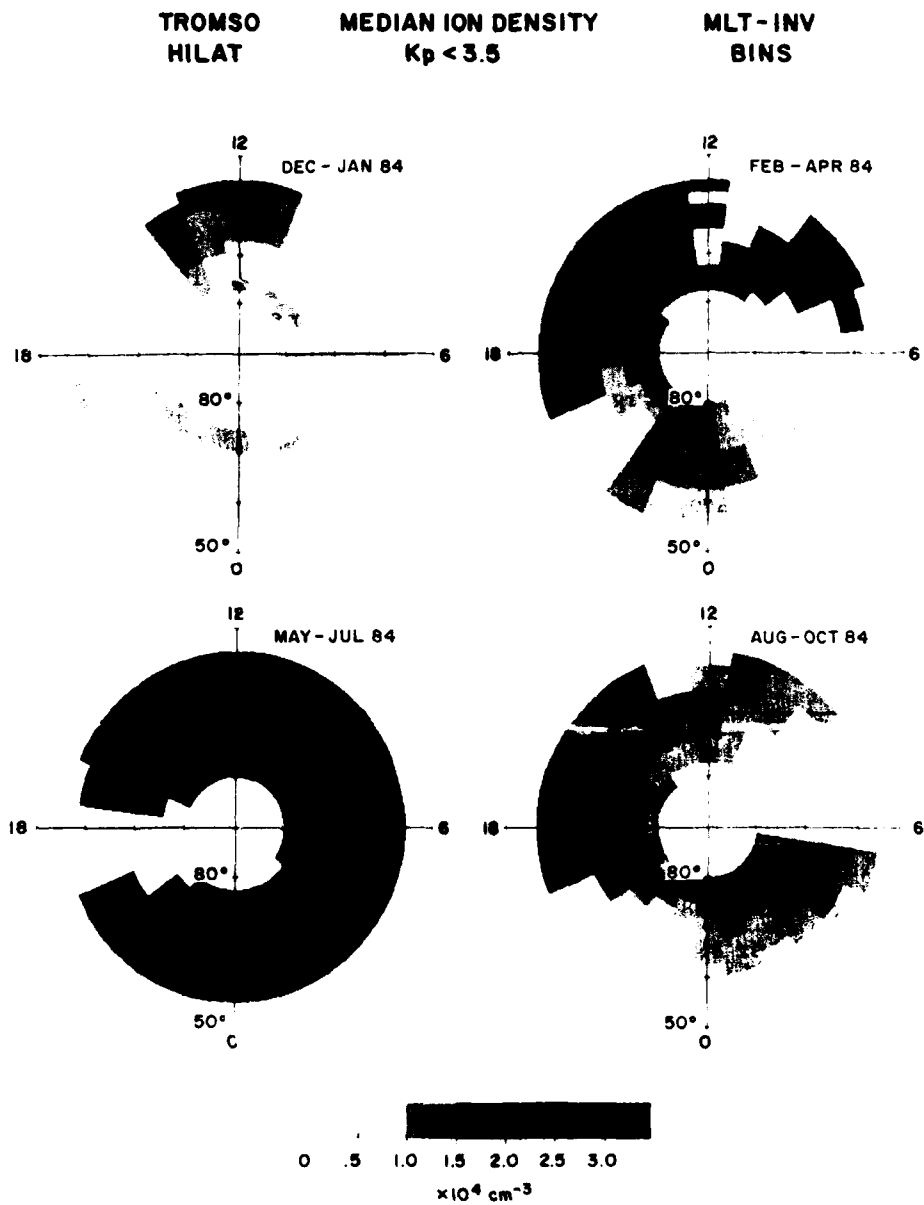 TROMSO MEDIAN ION DENSITY MLT-INV
HILAT Kp < 3.5 BINS
12
DEC - JAN 84
18 6
80°
50°
0
12
FEB - APR 84
18 6
80°
50°
0
12
MAY - JUL 84
18 6
80°
50°
0
12
AUG - OCT 84
18 6
80°
50°
0
0 .5 1.0 1.5 2.0 2.5 3.0
×10⁴ cm⁻³